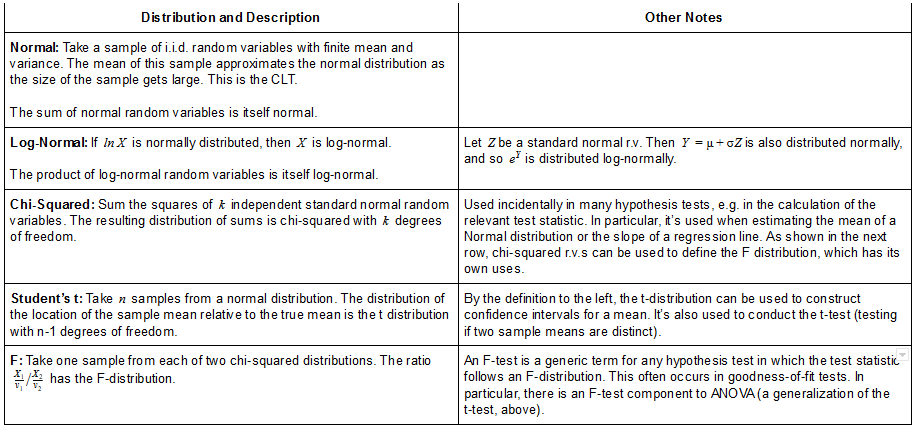 Distribution and Description
Other Notes
Normal: Take a sample of i.i.d. random variables with finite mean and
variance. The mean of this sample approximates the normal distribution as
the size of the sample gets large. This is the CLT.
The sum of normal random variables is itself normal.
Log-Normal: If ln X is normally distributed, then X is log-normal.
The product of log-normal random variables is itself log-normal.
Let Z be a standard normal r.v. Then Y = μ + σZ is also distributed normally,
and so e^Y is distributed log-normally.
Chi-Squared: Sum the squares of k independent standard normal random
variables. The resulting distribution of sums is chi-squared with k degrees
of freedom.
Used incidentally in many hypothesis tests, e.g. in the calculation of the
relevant test statistic. In particular, it's used when estimating the mean of a
Normal distribution or the slope of a regression line. As shown in the next
row, chi-squared r.v.s can be used to define the F distribution, which has its
own uses.
Student's t: Take n samples from a normal distribution. The distribution of
the location of the sample mean relative to the true mean is the t distribution
with n-1 degrees of freedom.
By the definition to the left, the t-distribution can be used to construct
confidence intervals for a mean. It's also used to conduct the t-test (testing
if two sample means are distinct).
F: Take one sample from each of two chi-squared distributions. The ratio
X₁/v₁ / X₂/v₂ has the F-distribution.
An F-test is a generic term for any hypothesis test in which the test statistic
follows an F-distribution. This often occurs in goodness-of-fit tests. In
particular, there is an F-test component to ANOVA (a generalization of the
t-test, above).